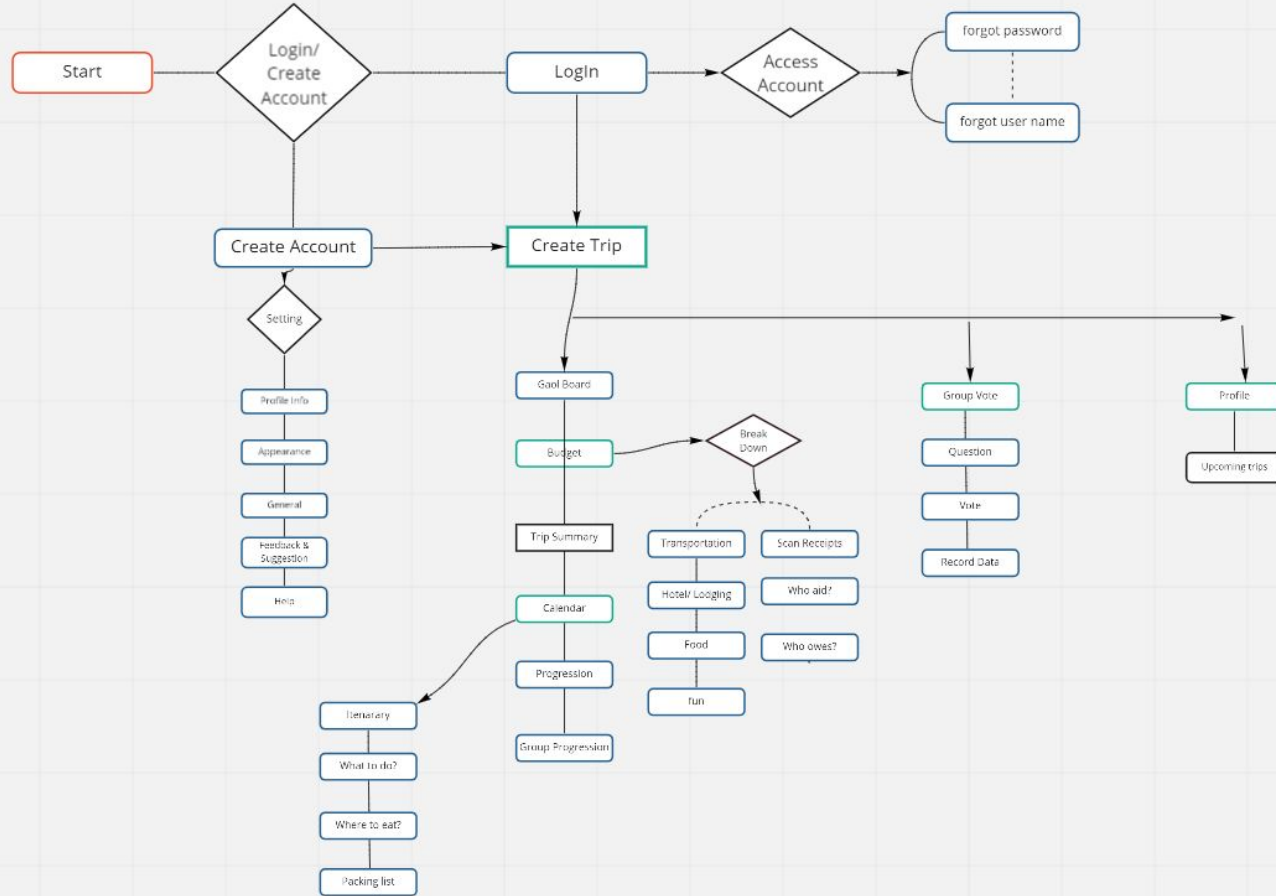 Start
Login/
Create
Account
LogIn
Access
Account
forgot password
forgot user name
Create Account
Create Trip
Setting
Profile Info
Appearance
General
Feedback &
Suggestion
Help
Gaol Board
Budget
Trip Summary
Calendar
Progression
Group Progression
Break
Down
Transportation
Hotel/ Lodging
Food
fun
Scan Receipts
Who aid?
Who owes?
Itenarary
What to do?
Where to eat?
Packing list
Group Vote
Question
Vote
Record Data
Profile
Upcoming trips